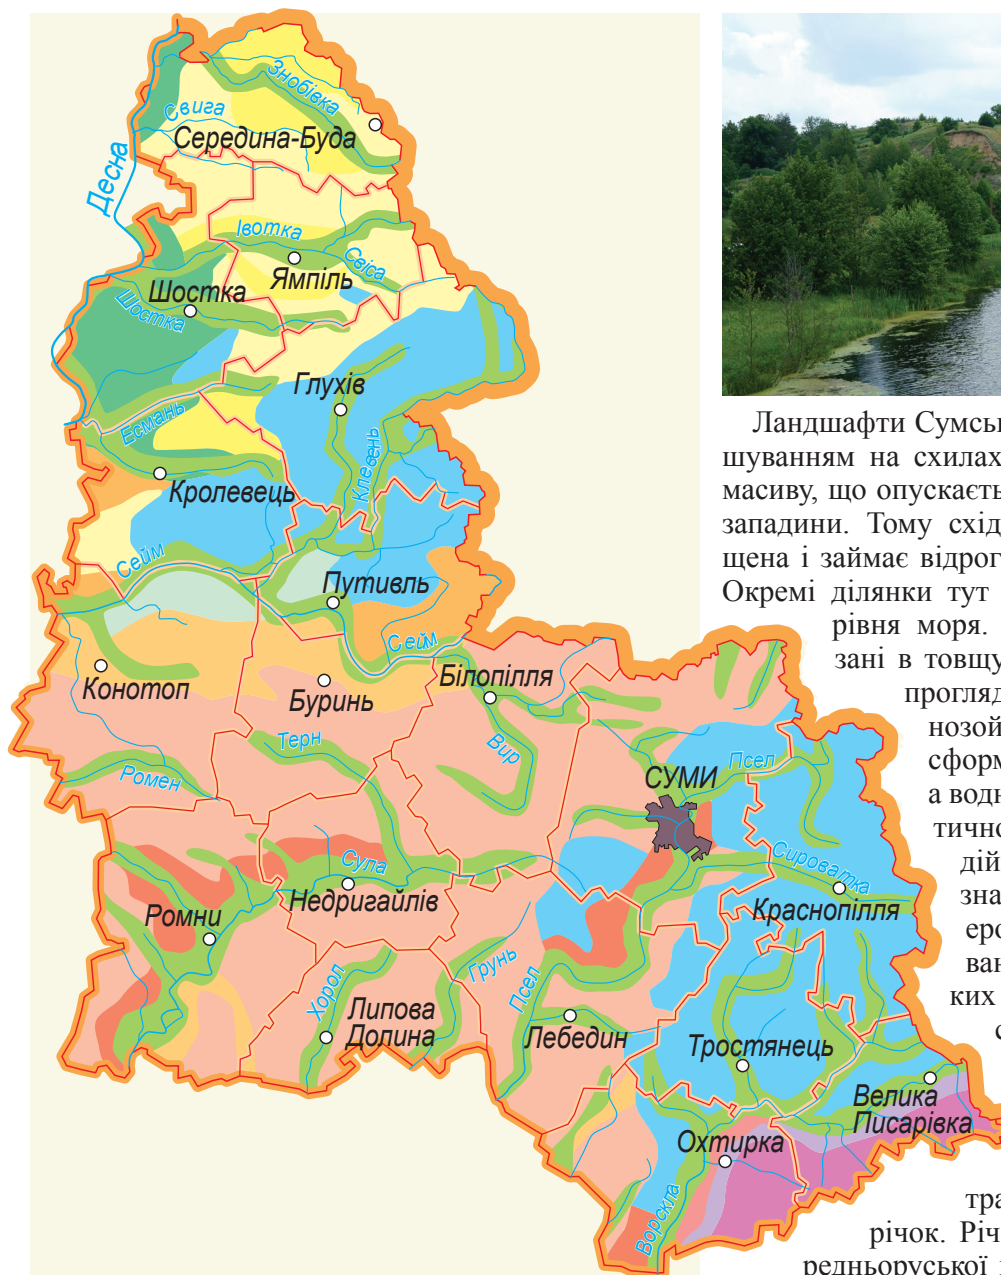 Знобівка
Свига
Середина-Буда
Десна
Івотка
Свіса
Ямпіль
Шостка
Шостка
Глухів
Есмань
Клевень
Кролевець
Сейм
Путивль
Сейм
Білопілля
Конотоп
Буринь
Терн
Вир
Ромен
Псел
СУМИ
Сироватка
Сула
Недригайлів
Краснопілля
Ромни
Хорол
Грунь
Псел
Липова
Долина
Лебедин
Тростянець
Велика
Писарівка
Охтирка
Ворскла
Ландшафти Сумсь
шуванням на схилах
масиву, що опускаєть
западини. Тому схід
щена і займає відрог
Окремі ділянки тут
рівня моря.
зані в товщу
прогляд
нозой
сформ
а водн
тично
дій
зна
еро
ван
ких
с
тра
річок. Річ
редньоруської